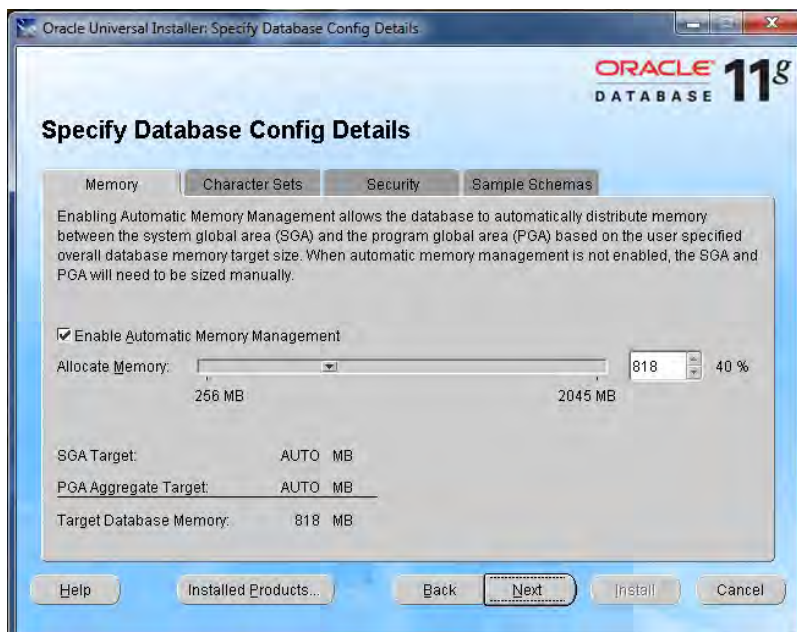 Oracle Universal Installer: Specify Database Config Details
ORACLE 11g
DATABASE
Specify Database Config Details
Memory Character Sets Security Sample Schemas
Enabling Automatic Memory Management allows the database to automatically distribute memory
between the system global area (SGA) and the program global area (PGA) based on the user specified
overall database memory target size. When automatic memory management is not enabled, the SGA and
PGA will need to be sized manually.
Enable Automatic Memory Management
Allocate Memory: 818 40 %
256 MB 2045 MB
SGA Target: AUTO MB
PGA Aggregate Target: AUTO MB
Target Database Memory: 818 MB
Help Installed Products... Back Next Install Cancel